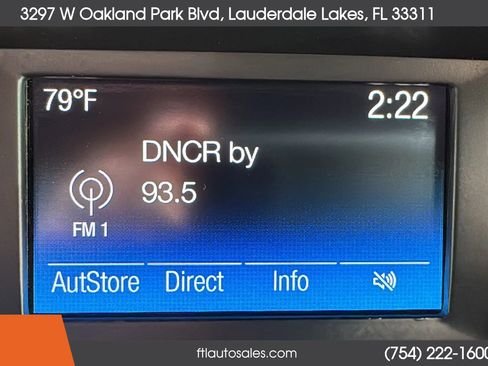 3297 W Oakland Park Blvd, Lauderdale Lakes, FL 33311
79°F 2:22
DNCR by
93.5
FM 1
AutStore Direct Info
ftlautosales.com (754) 222-1600